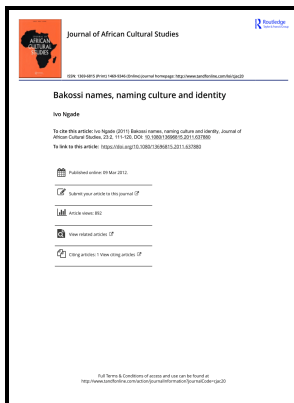 Routledge
AFRICAN
CULTURAL
STUDIES
Journal of African Cultural Studies
ISSN: 1369-6815 (Print) 1469-9346 (Online) Journal homepage: http://www.tandfonline.com/loi/cjac20
Bakossi names, naming culture and identity
Ivo Ngade
To cite this article: Ivo Ngade (2011) Bakossi names, naming culture and identity, Journal of
African Cultural Studies, 23:2, 111-120, DOI: 10.1080/13696815.2011.637880
To link to this article: https://doi.org/10.1080/13696815.2011.637880
Published online: 09 Mar 2012.
Submit your article to this journal
Article views: 892
View related articles
Citing articles: 1 View citing articles
Full Terms & Conditions of access and use can be found at
http://www.tandfonline.com/action/journalInformation?journalCode=cjac20